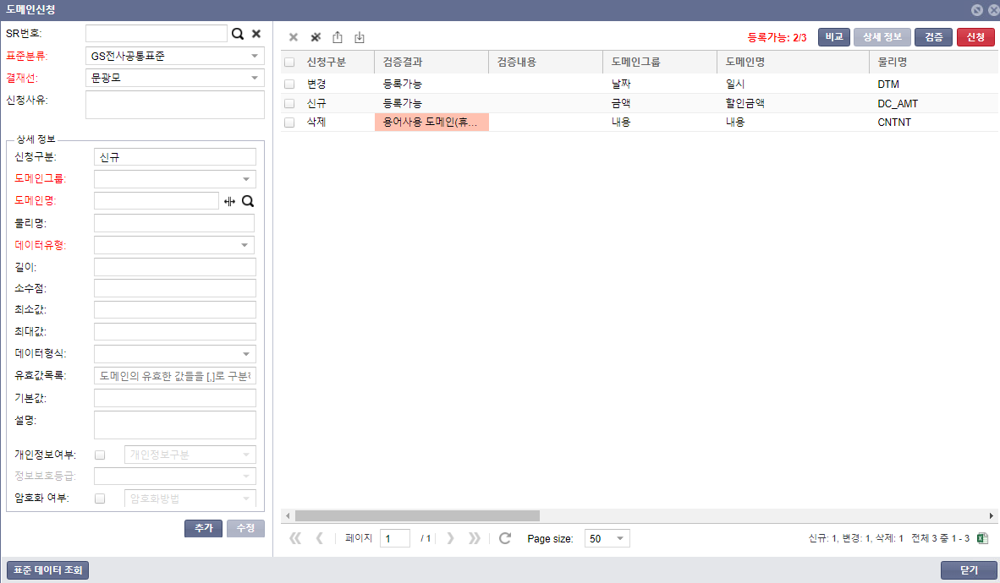 도메인신청
SR번호:
표준분류: GS전사공통표준
결재선: 문광모
신청사유:
상세 정보
신청구분: 신규
도메인그룹:
도메인명:
물리명:
데이터유형:
길이:
소수점:
최소값:
최대값:
데이터형식:
유효값목록: 도메인의 유효한 값들을 [,]로 구분
기본값:
설명:
개인정보여부: 개인정보구분
정보보호등급:
암호화 여부: 암호화방법
추가 수정
등록가능: 2/3 비교 상세 정보 검증 신청
신청구분 검증결과 검증내용 도메인그룹 도메인명 물리명
변경 등록가능 날짜 일시 DTM
신규 등록가능 금액 할인금액 DC_AMT
삭제 용어사용 도메인(휴... 내용 내용 CNTNT
페이지 1 / 1 Page size: 50 신규: 1, 변경: 1, 삭제: 1 전체 3 중 1 - 3
표준 데이터 조회 닫기